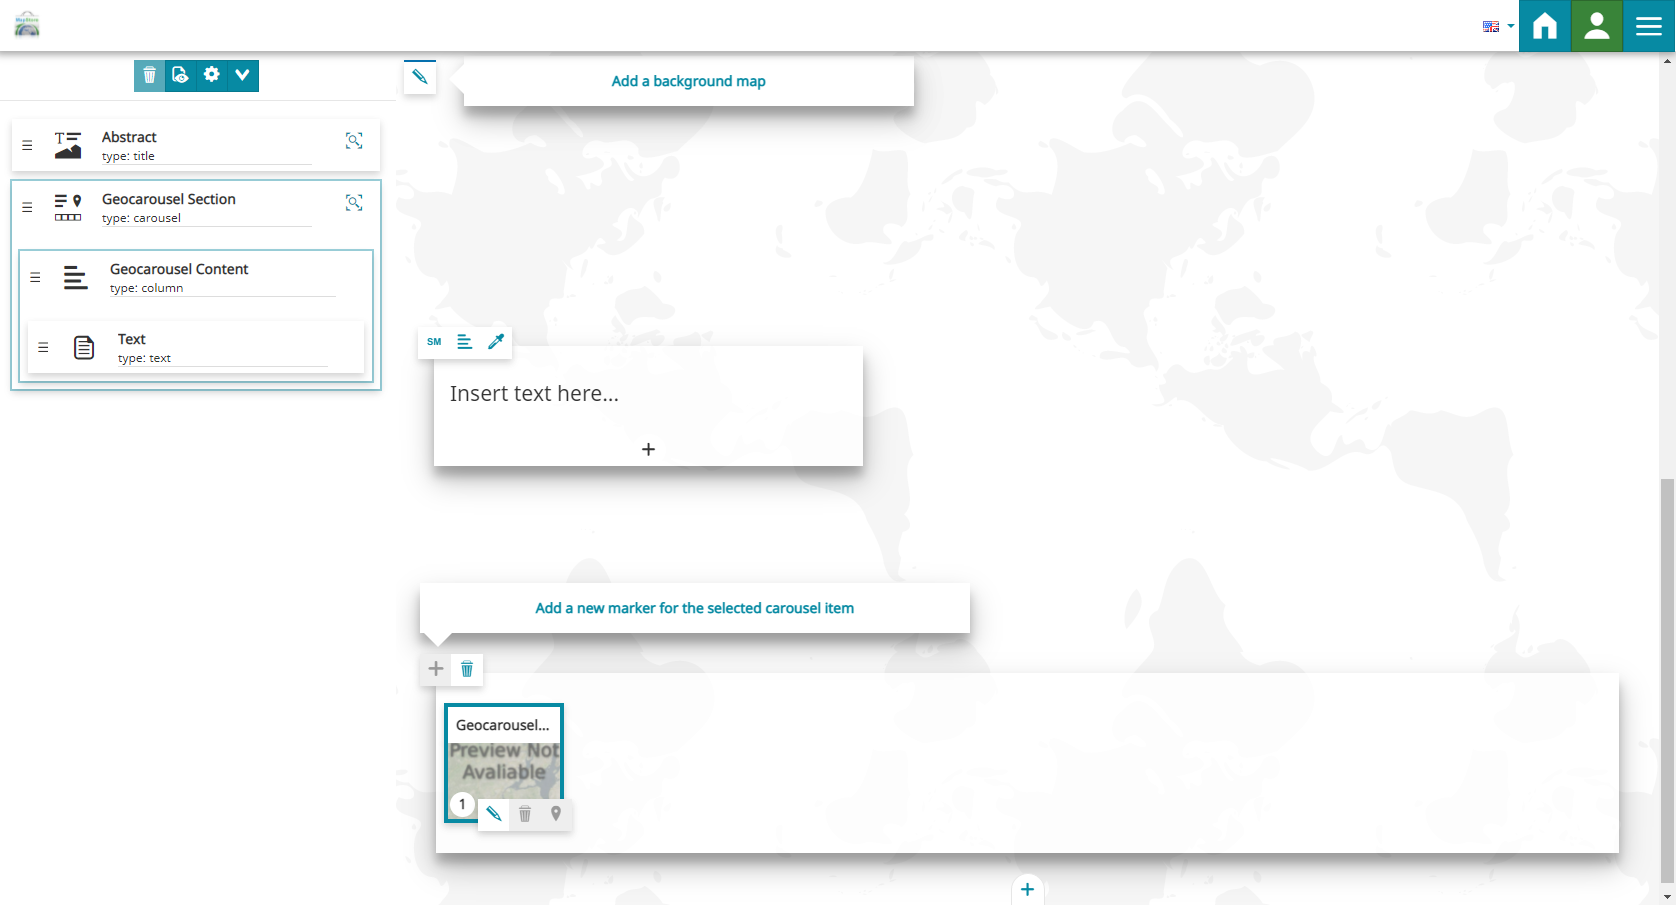 Add a background map
Abstract
type: title
Geocarousel Section
type: carousel
Geocarousel Content
type: column
Text
type: text
SM
Insert text here...
Add a new marker for the selected carousel item
Geocarousel...
Preview Not
Avaliable
1